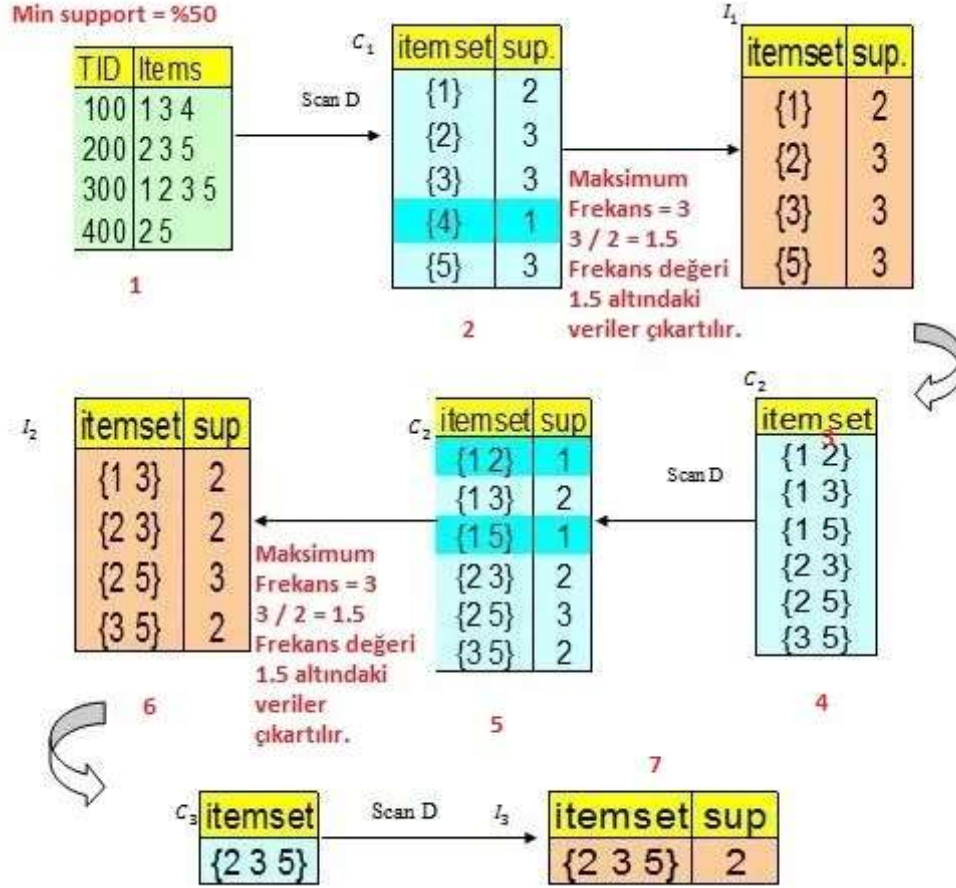 Min support = %50
TID Items
100 1 3 4
200 2 3 5
300 1 2 3 5
400 2 5
1
Scan D
C1
itemset sup.
{1} 2
{2} 3
{3} 3
{4} 1
{5} 3
2
Maksimum
Frekans = 3
3 / 2 = 1.5
Frekans değeri
1.5 altındaki
veriler çıkartılır.
I1
itemset sup.
{1} 2
{2} 3
{3} 3
{5} 3
3
C2
itemset
{1 2}
{1 3}
{1 5}
{2 3}
{2 5}
{3 5}
4
Scan D
C2
itemset sup
{1 2} 1
{1 3} 2
{1 5} 1
{2 3} 2
{2 5} 3
{3 5} 2
5
Maksimum
Frekans = 3
3 / 2 = 1.5
Frekans değeri
1.5 altındaki
veriler
çıkartılır.
I2
itemset sup
{1 3} 2
{2 3} 2
{2 5} 3
{3 5} 2
6
C3
itemset
{2 3 5}
Scan D
7
I3
itemset sup
{2 3 5} 2